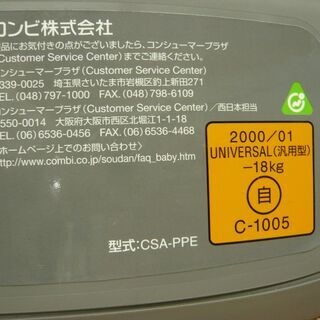 コンビ株式会社
製品にお気付きの点がございましたら、コンシューマープラザ
(Customer Service Center)までご連絡ください。
コンシューマープラザ(Customer Service Center)
339-0025 埼玉県さいたま市岩槻区釣上新田271
TEL.(048)797-1000 FAX.(048)798-6109
コンシューマープラザ(Customer Service Center)/西日本担当
550-0014 大阪府大阪市西区北堀江1-1-18
TEL.(06)6536-0456 FAX.(06)6536-4468
ホームページ上でのお問い合わせ
http://www.combi.co.jp/soudan/faq_baby.htm
2000/01
UNIVERSAL(汎用型)
-18kg
自
C-1005
型式:CSA-PPE